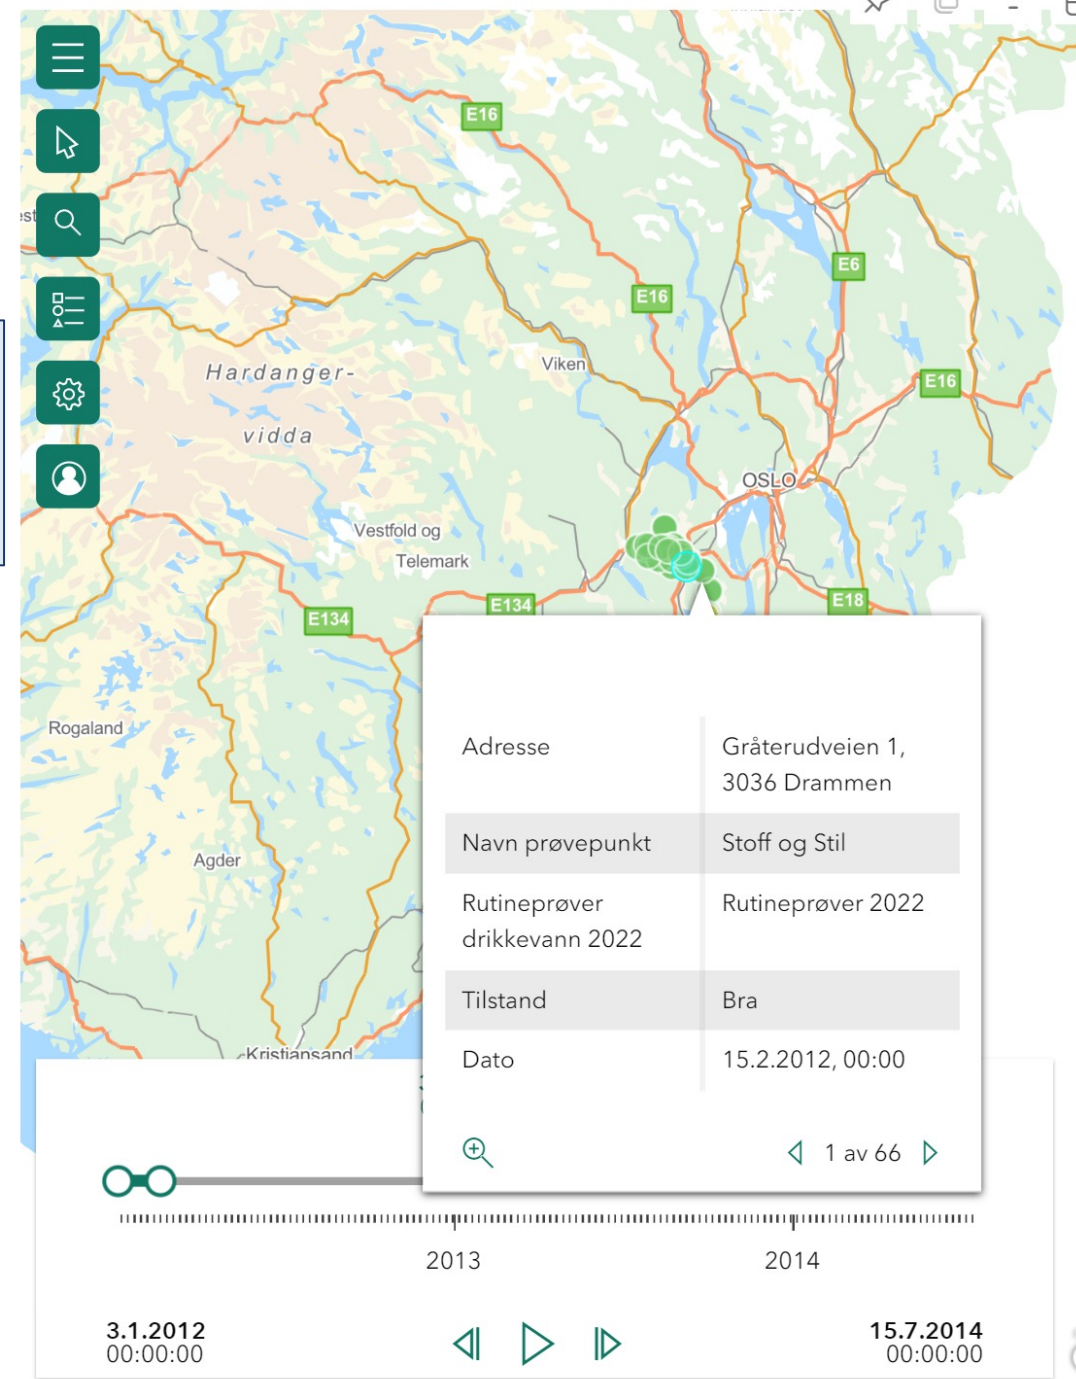 E16
E6
E16
Viken
E16
Hardanger-
vidda
OSLO
Vestfold og
Telemark
E134
E134
E18
Rogaland
Agder
Kristiansand
Adresse
Gråterudveien 1,
3036 Drammen
Navn prøvepunkt
Stoff og Stil
Rutineprøver
drikkevann 2022
Rutineprøver 2022
Tilstand
Bra
Dato
15.2.2012, 00:00
1 av 66
2013
2014
3.1.2012
00:00:00
15.7.2014
00:00:00